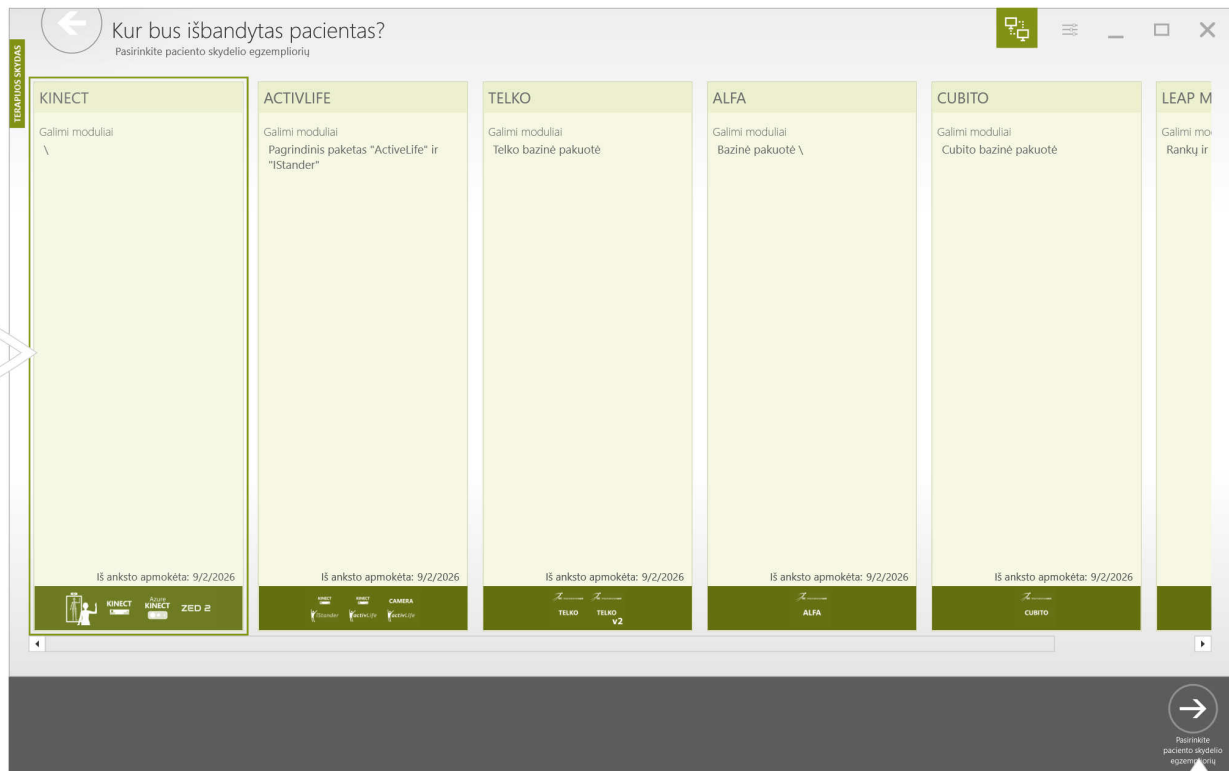 Kur bus išbandytas pacientas?
Pasirinkite paciento skydelio egzempliorių
TERAPIJOS SKYDAS
KINECT
Galimi moduliai
\
Iš anksto apmokėta: 9/2/2026
KINECT
Azure
KINECT
ZED 2
ACTIVLIFE
Galimi moduliai
Pagrindinis paketas "ActiveLife" ir
"IStander"
Iš anksto apmokėta: 9/2/2026
KINECT
KINECT
CAMERA
IStander
activLife
activLife
TELKO
Galimi moduliai
Telko bazinė pakuotė
Iš anksto apmokėta: 9/2/2026
TELKO
TELKO
v2
ALFA
Galimi moduliai
Bazinė pakuotė \
Iš anksto apmokėta: 9/2/2026
ALFA
CUBITO
Galimi moduliai
Cubito bazinė pakuotė
Iš anksto apmokėta: 9/2/2026
CUBITO
LEAP M
Galimi mo
Rankų ir
Pasirinkite
paciento skydelio